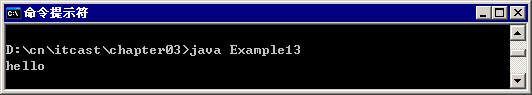 命令提示符
D:\cn\itcast\chapter03>java Example13
hello